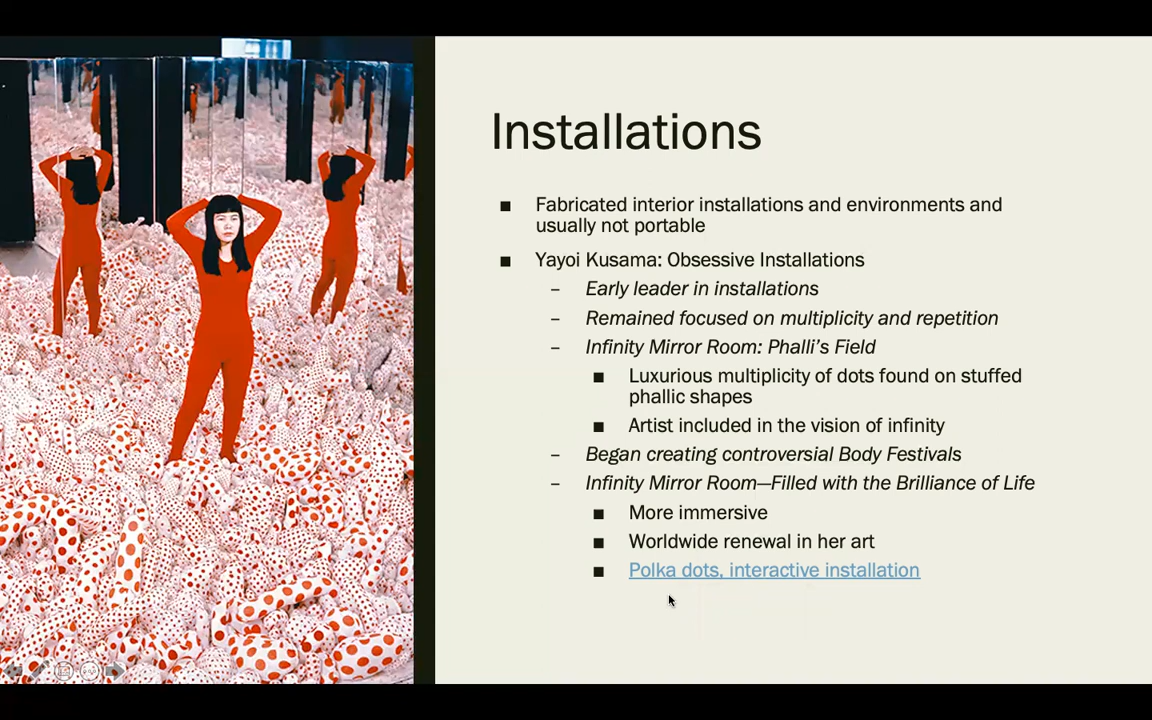 Installations
■ Fabricated interior installations and environments and
usually not portable
■ Yayoi Kusama: Obsessive Installations
– Early leader in installations
– Remained focused on multiplicity and repetition
– Infinity Mirror Room: Phalli’s Field
■ Luxurious multiplicity of dots found on stuffed
phallic shapes
■ Artist included in the vision of infinity
– Began creating controversial Body Festivals
– Infinity Mirror Room—Filled with the Brilliance of Life
■ More immersive
■ Worldwide renewal in her art
■ Polka dots, interactive installation